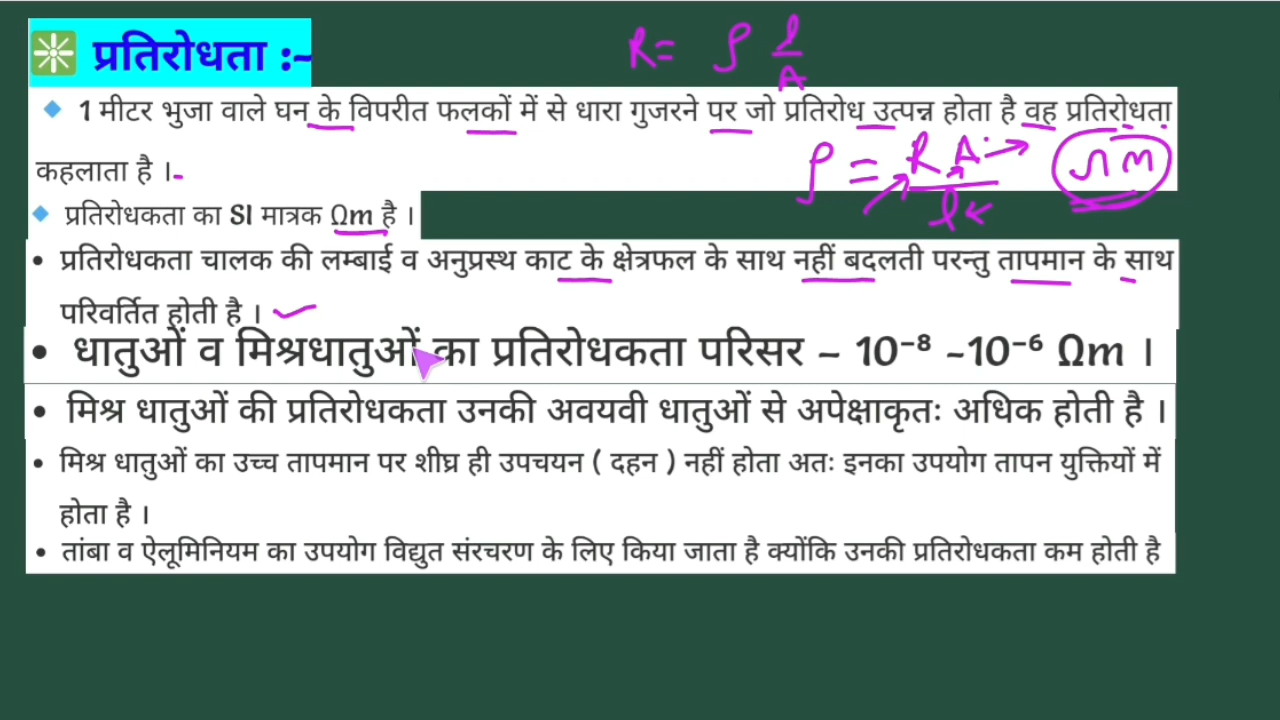 प्रतिरोधता :-
R = ρ l/A
1 मीटर भुजा वाले घन के विपरीत फलकों में से धारा गुजरने पर जो प्रतिरोध उत्पन्न होता है वह प्रतिरोधता
कहलाता है ।
ρ = RA/l → Ωm
प्रतिरोधकता का SI मात्रक Ωm है ।
• प्रतिरोधकता चालक की लम्बाई व अनुप्रस्थ काट के क्षेत्रफल के साथ नहीं बदलती परन्तु तापमान के साथ
परिवर्तित होती है ।
• धातुओं व मिश्रधातुओं का प्रतिरोधकता परिसर – 10⁻⁸ –10⁻⁶ Ωm ।
• मिश्र धातुओं की प्रतिरोधकता उनकी अवयवी धातुओं से अपेक्षाकृतः अधिक होती है ।
• मिश्र धातुओं का उच्च तापमान पर शीघ्र ही उपचयन ( दहन ) नहीं होता अतः इनका उपयोग तापन युक्तियों में
होता है ।
• तांबा व ऐलूमिनियम का उपयोग विद्युत संरचरण के लिए किया जाता है क्योंकि उनकी प्रतिरोधकता कम होती है